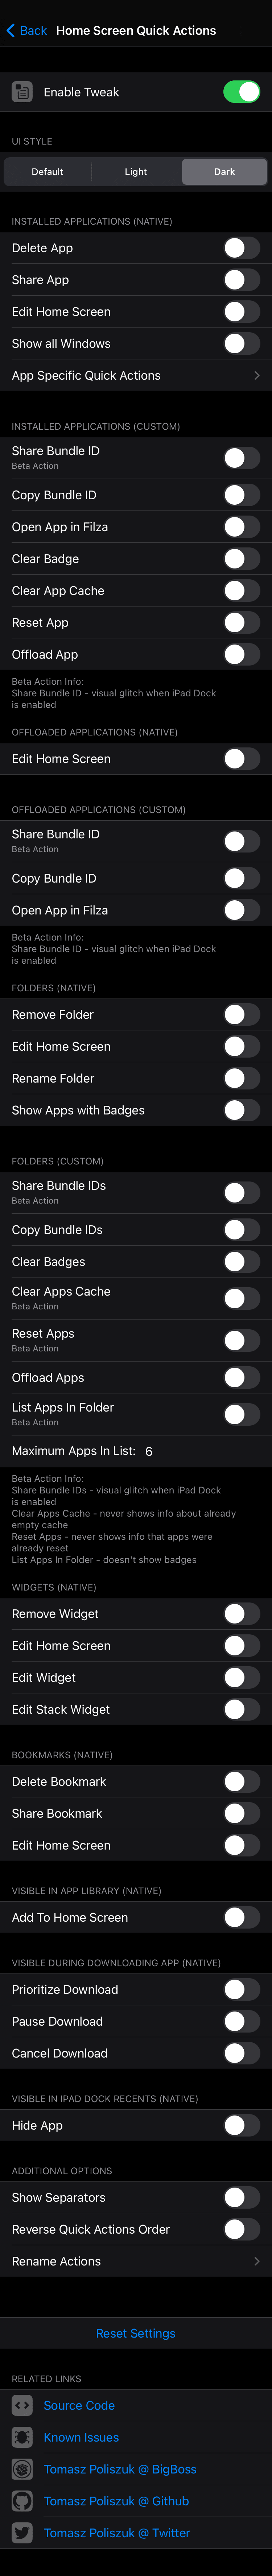 Back Home Screen Quick Actions
Enable Tweak
UI STYLE
Default Light Dark
INSTALLED APPLICATIONS (NATIVE)
Delete App
Share App
Edit Home Screen
Show all Windows
App Specific Quick Actions
INSTALLED APPLICATIONS (CUSTOM)
Share Bundle ID
Beta Action
Copy Bundle ID
Open App in Filza
Clear Badge
Clear App Cache
Reset App
Offload App
Beta Action Info:
Share Bundle ID - visual glitch when iPad Dock
is enabled
OFFLOADED APPLICATIONS (NATIVE)
Edit Home Screen
OFFLOADED APPLICATIONS (CUSTOM)
Share Bundle ID
Beta Action
Copy Bundle ID
Open App in Filza
Beta Action Info:
Share Bundle ID - visual glitch when iPad Dock
is enabled
FOLDERS (NATIVE)
Remove Folder
Edit Home Screen
Rename Folder
Show Apps with Badges
FOLDERS (CUSTOM)
Share Bundle IDs
Beta Action
Copy Bundle IDs
Clear Badges
Clear Apps Cache
Beta Action
Reset Apps
Beta Action
Offload Apps
List Apps In Folder
Beta Action
Maximum Apps In List: 6
Beta Action Info:
Share Bundle IDs - visual glitch when iPad Dock
is enabled
Clear Apps Cache - never shows info about already
empty cache
Reset Apps - never shows info that apps were
already reset
List Apps In Folder - doesn't show badges
WIDGETS (NATIVE)
Remove Widget
Edit Home Screen
Edit Widget
Edit Stack Widget
BOOKMARKS (NATIVE)
Delete Bookmark
Share Bookmark
Edit Home Screen
VISIBLE IN APP LIBRARY (NATIVE)
Add To Home Screen
VISIBLE DURING DOWNLOADING APP (NATIVE)
Prioritize Download
Pause Download
Cancel Download
VISIBLE IN IPAD DOCK RECENTS (NATIVE)
Hide App
ADDITIONAL OPTIONS
Show Separators
Reverse Quick Actions Order
Rename Actions
Reset Settings
RELATED LINKS
Source Code
Known Issues
Tomasz Poliszuk @ BigBoss
Tomasz Poliszuk @ Github
Tomasz Poliszuk @ Twitter